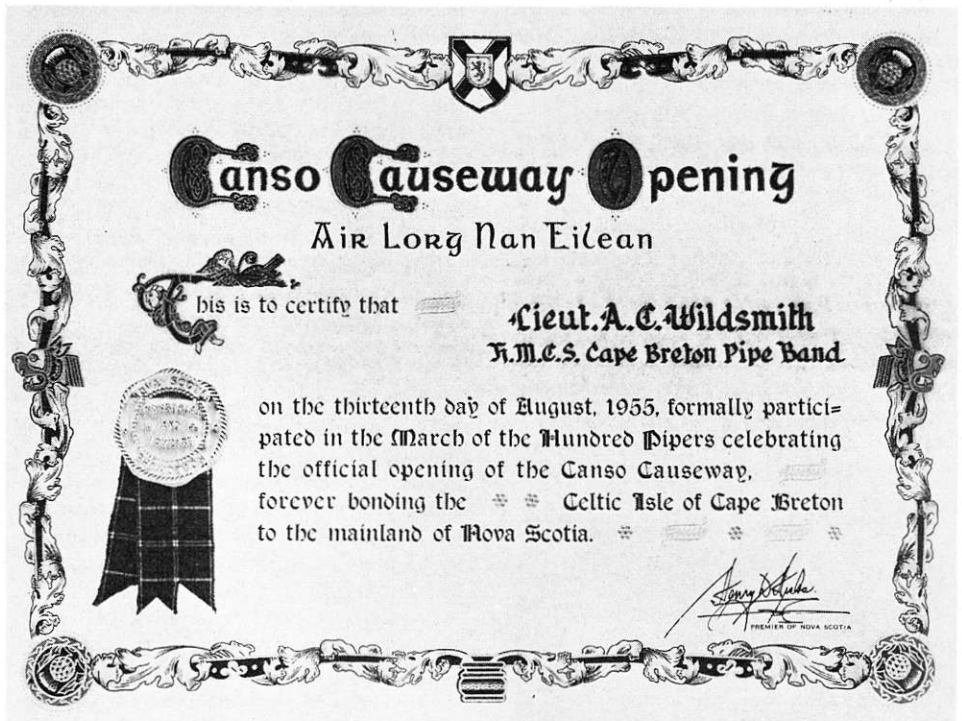 Canso Causeway Opening
Air Lorg Nan Eilean
This is to certify that
Lieut. A.C. Wildsmith
H.M.C.S. Cape Breton Pipe Band
on the thirteenth day of August, 1955, formally partici=
pated in the March of the Hundred Pipers celebrating
the official opening of the Canso Causeway,
forever bonding the Celtic Isle of Cape Breton
to the mainland of Nova Scotia.
NOVA SCOTIA
PREMIER OF NOVA SCOTIA